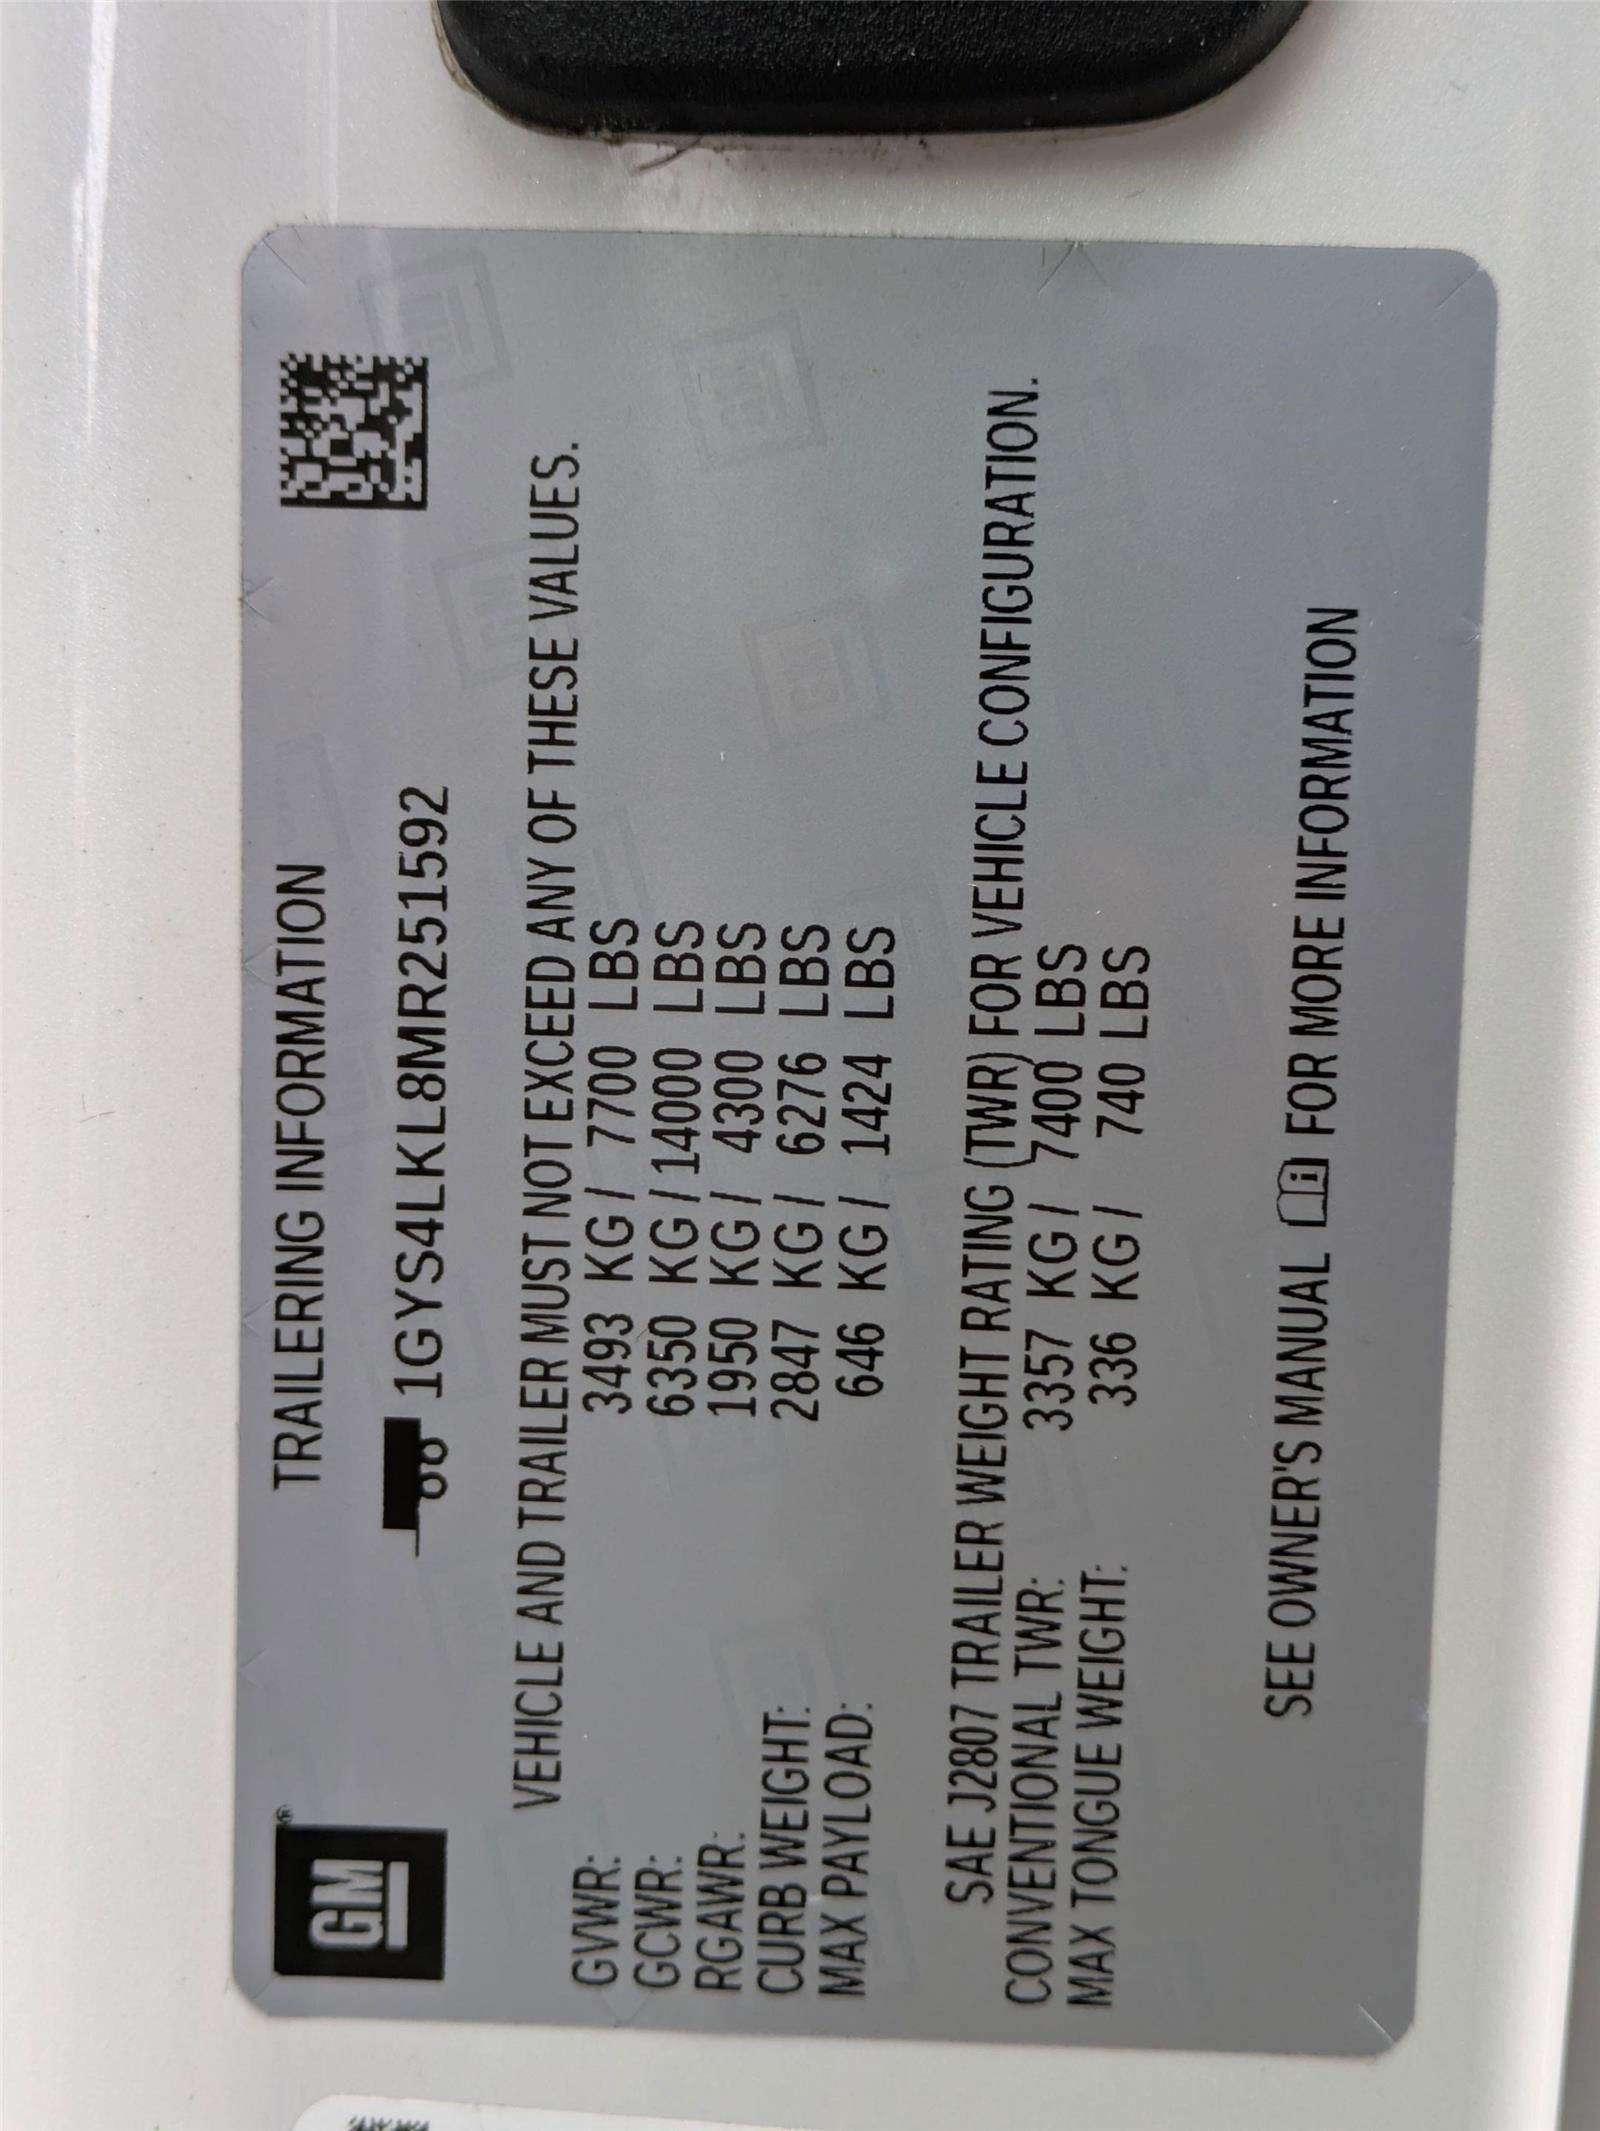 GM ®
TRAILERING INFORMATION
1GYS4LKL8MR251592
VEHICLE AND TRAILER MUST NOT EXCEED ANY OF THESE VALUES.
GVWR: 3493 KG / 7700 LBS
GCWR: 6350 KG / 14000 LBS
RGAWR: 1950 KG / 4300 LBS
CURB WEIGHT: 2847 KG / 6276 LBS
MAX PAYLOAD: 646 KG / 1424 LBS
SAE J2807 TRAILER WEIGHT RATING (TWR) FOR VEHICLE CONFIGURATION.
CONVENTIONAL TWR: 3357 KG / 7400 LBS
MAX TONGUE WEIGHT: 336 KG / 740 LBS
SEE OWNER'S MANUAL FOR MORE INFORMATION